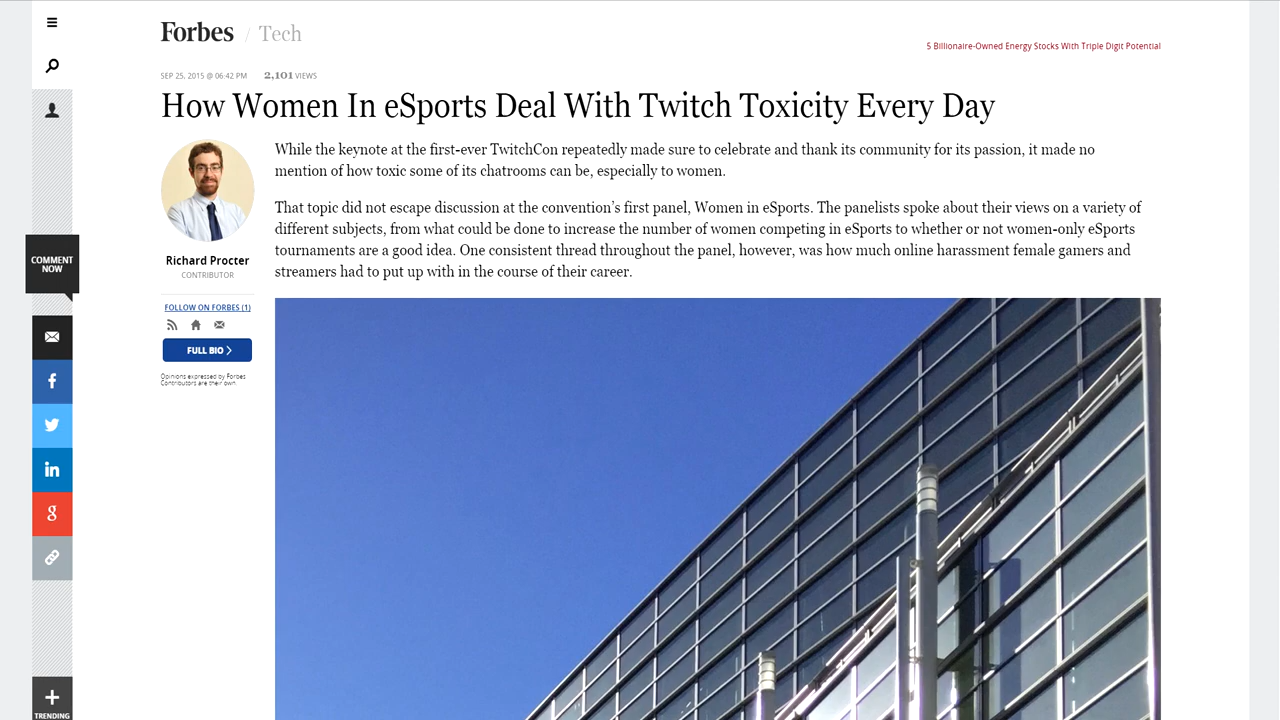 Forbes / Tech
5 Billionaire-Owned Energy Stocks With Triple Digit Potential
SEP 25, 2015 @ 06:42 PM 2,101 VIEWS
How Women In eSports Deal With Twitch Toxicity Every Day
While the keynote at the first-ever TwitchCon repeatedly made sure to celebrate and thank its community for its passion, it made no
mention of how toxic some of its chatrooms can be, especially to women.
That topic did not escape discussion at the convention's first panel, Women in eSports. The panelists spoke about their views on a variety of
different subjects, from what could be done to increase the number of women competing in eSports to whether or not women-only eSports
tournaments are a good idea. One consistent thread throughout the panel, however, was how much online harassment female gamers and
streamers had to put up with in the course of their career.
Richard Procter
CONTRIBUTOR
FOLLOW ON FORBES (1)
FULL BIO
Opinions expressed by Forbes
Contributors are their own.
COMMENT
NOW
f
in
g
+
TRENDING